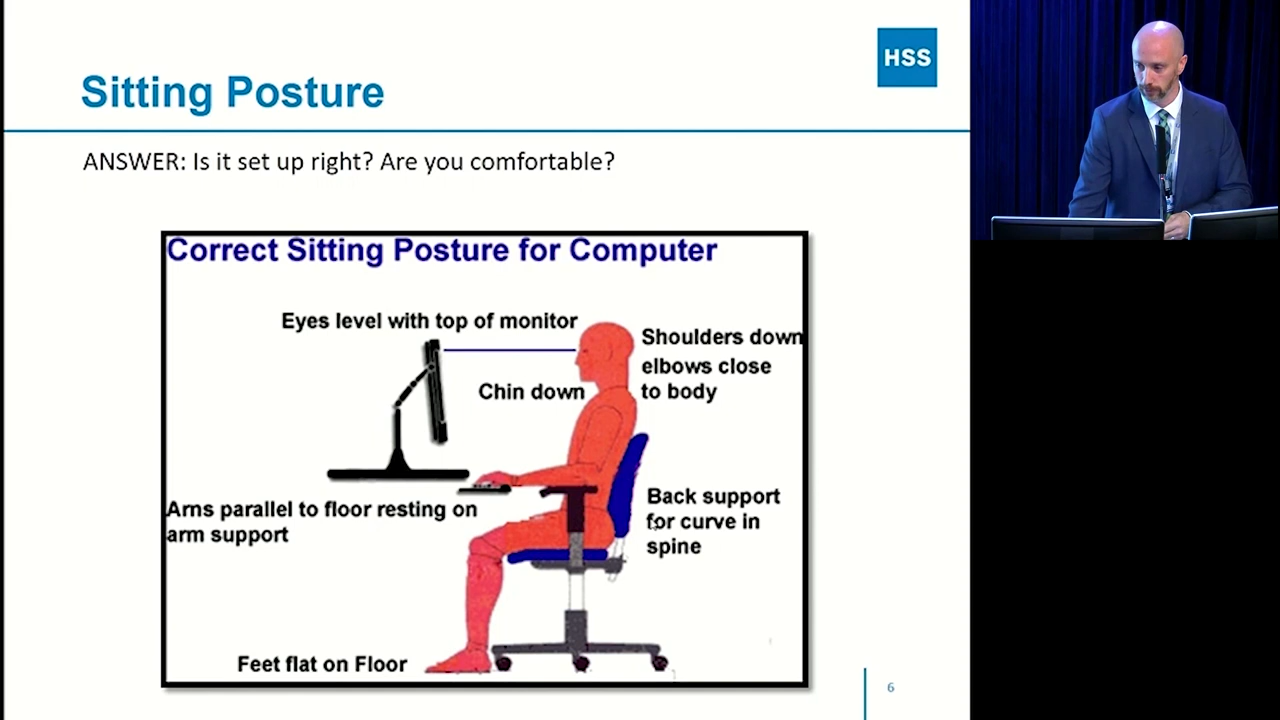 HSS
Sitting Posture
ANSWER: Is it set up right? Are you comfortable?
Correct Sitting Posture for Computer
Eyes level with top of monitor
Shoulders down
elbows close
to body
Chin down
Arms parallel to floor resting on
arm support
Back support
for curve in
spine
Feet flat on Floor
6